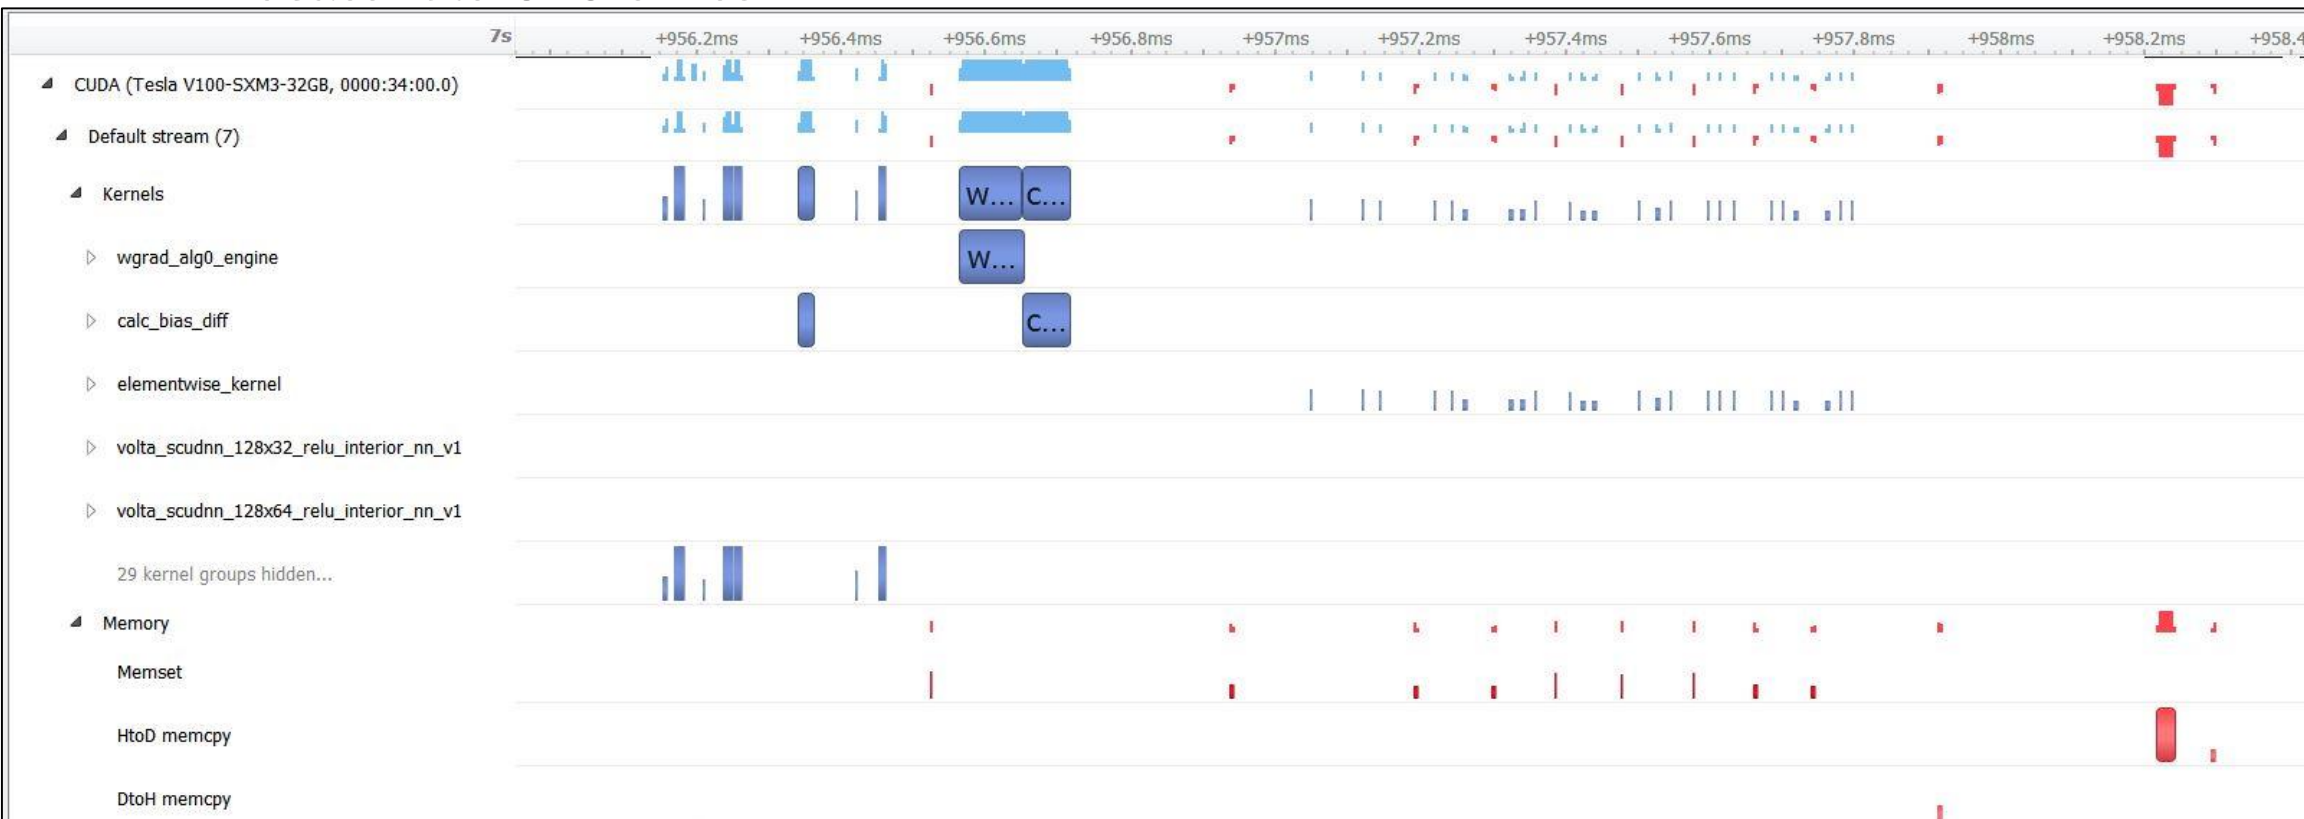 7s +956.2ms +956.4ms +956.6ms +956.8ms +957ms +957.2ms +957.4ms +957.6ms +957.8ms +958ms +958.2ms +958.4
CUDA (Tesla V100-SXM3-32GB, 0000:34:00.0)
Default stream (7)
Kernels W... C...
wgrad_alg0_engine W...
calc_bias_diff C...
elementwise_kernel
volta_scudnn_128x32_relu_interior_nn_v1
volta_scudnn_128x64_relu_interior_nn_v1
29 kernel groups hidden...
Memory
Memset
HtoD memcpy
DtoH memcpy